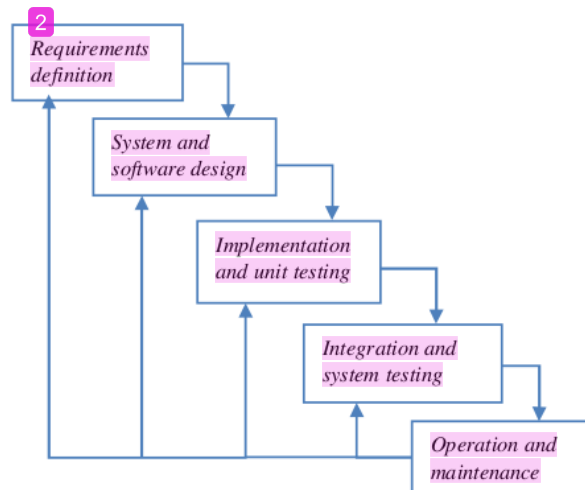 2
Requirements
definition
System and
software design
Implementation
and unit testing
Integration and
system testing
Operation and
maintenance